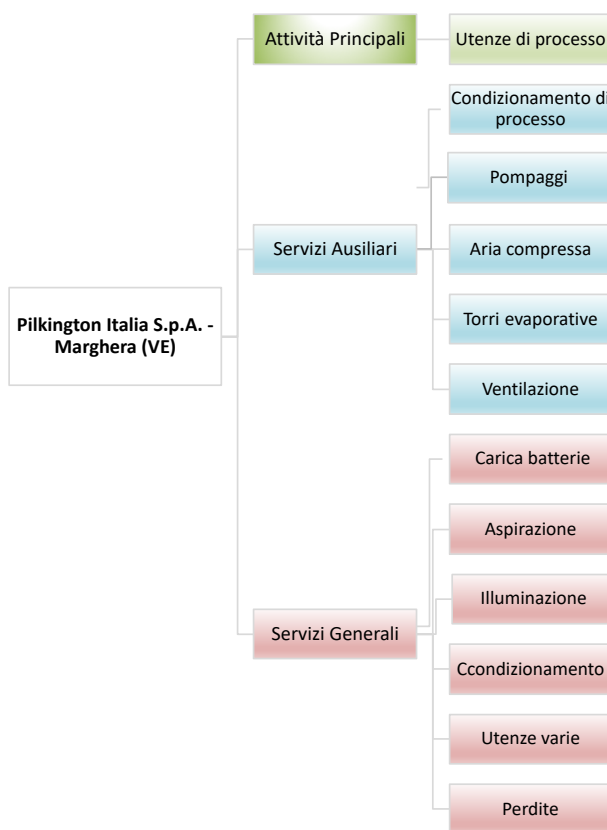 Attività Principali
Utenze di processo
Condizionamento di
processo
Pompaggi
Servizi Ausiliari
Aria compressa
Torri evaporative
Pilkington Italia S.p.A. -
Marghera (VE)
Ventilazione
Carica batterie
Aspirazione
Illuminazione
Servizi Generali
Ccondizionamento
Utenze varie
Perdite